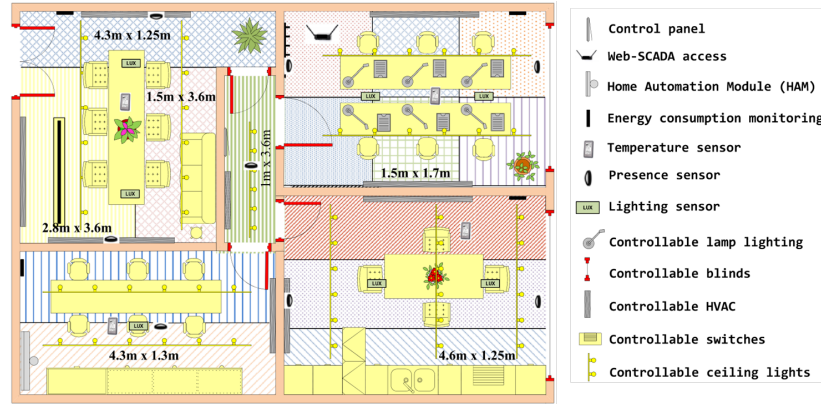 4.3m x 1.25m
LUX
1.5m x 3.6m
LUX
2.8m x 3.6m
1m x 3.6m
LUX
LUX
1.5m x 1.7m
LUX
4.3m x 1.3m
LUX
LUX
4.6m x 1.25m
Control panel
Web-SCADA access
Home Automation Module (HAM)
Energy consumption monitoring
Temperature sensor
Presence sensor
LUX
Lighting sensor
Controllable lamp lighting
Controllable blinds
Controllable HVAC
Controllable switches
Controllable ceiling lights